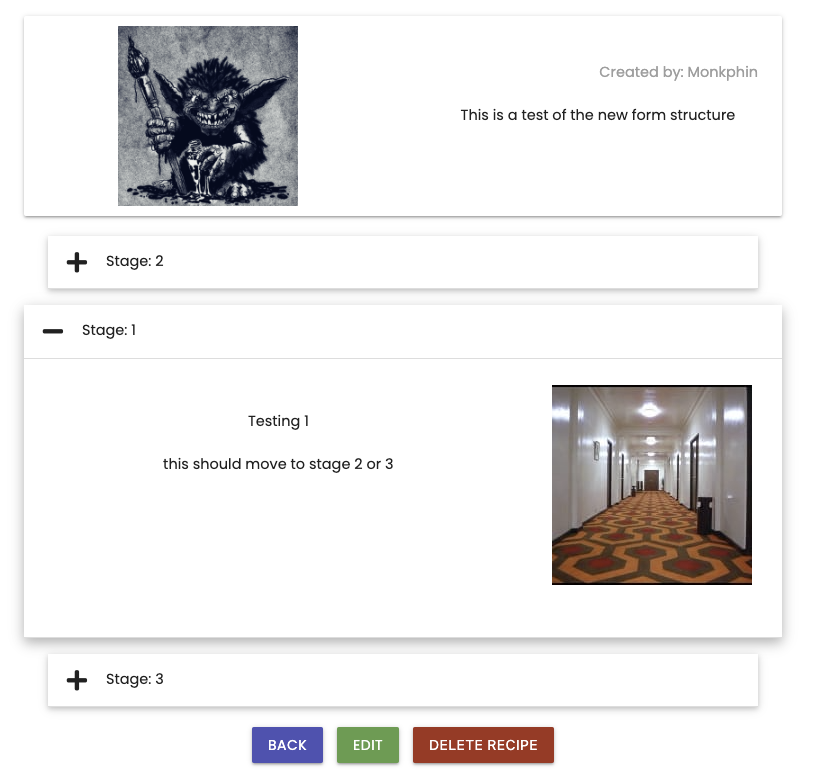 Created by: Monkphin
This is a test of the new form structure
Stage: 2
Stage: 1
Testing 1
this should move to stage 2 or 3
Stage: 3
BACK
EDIT
DELETE RECIPE